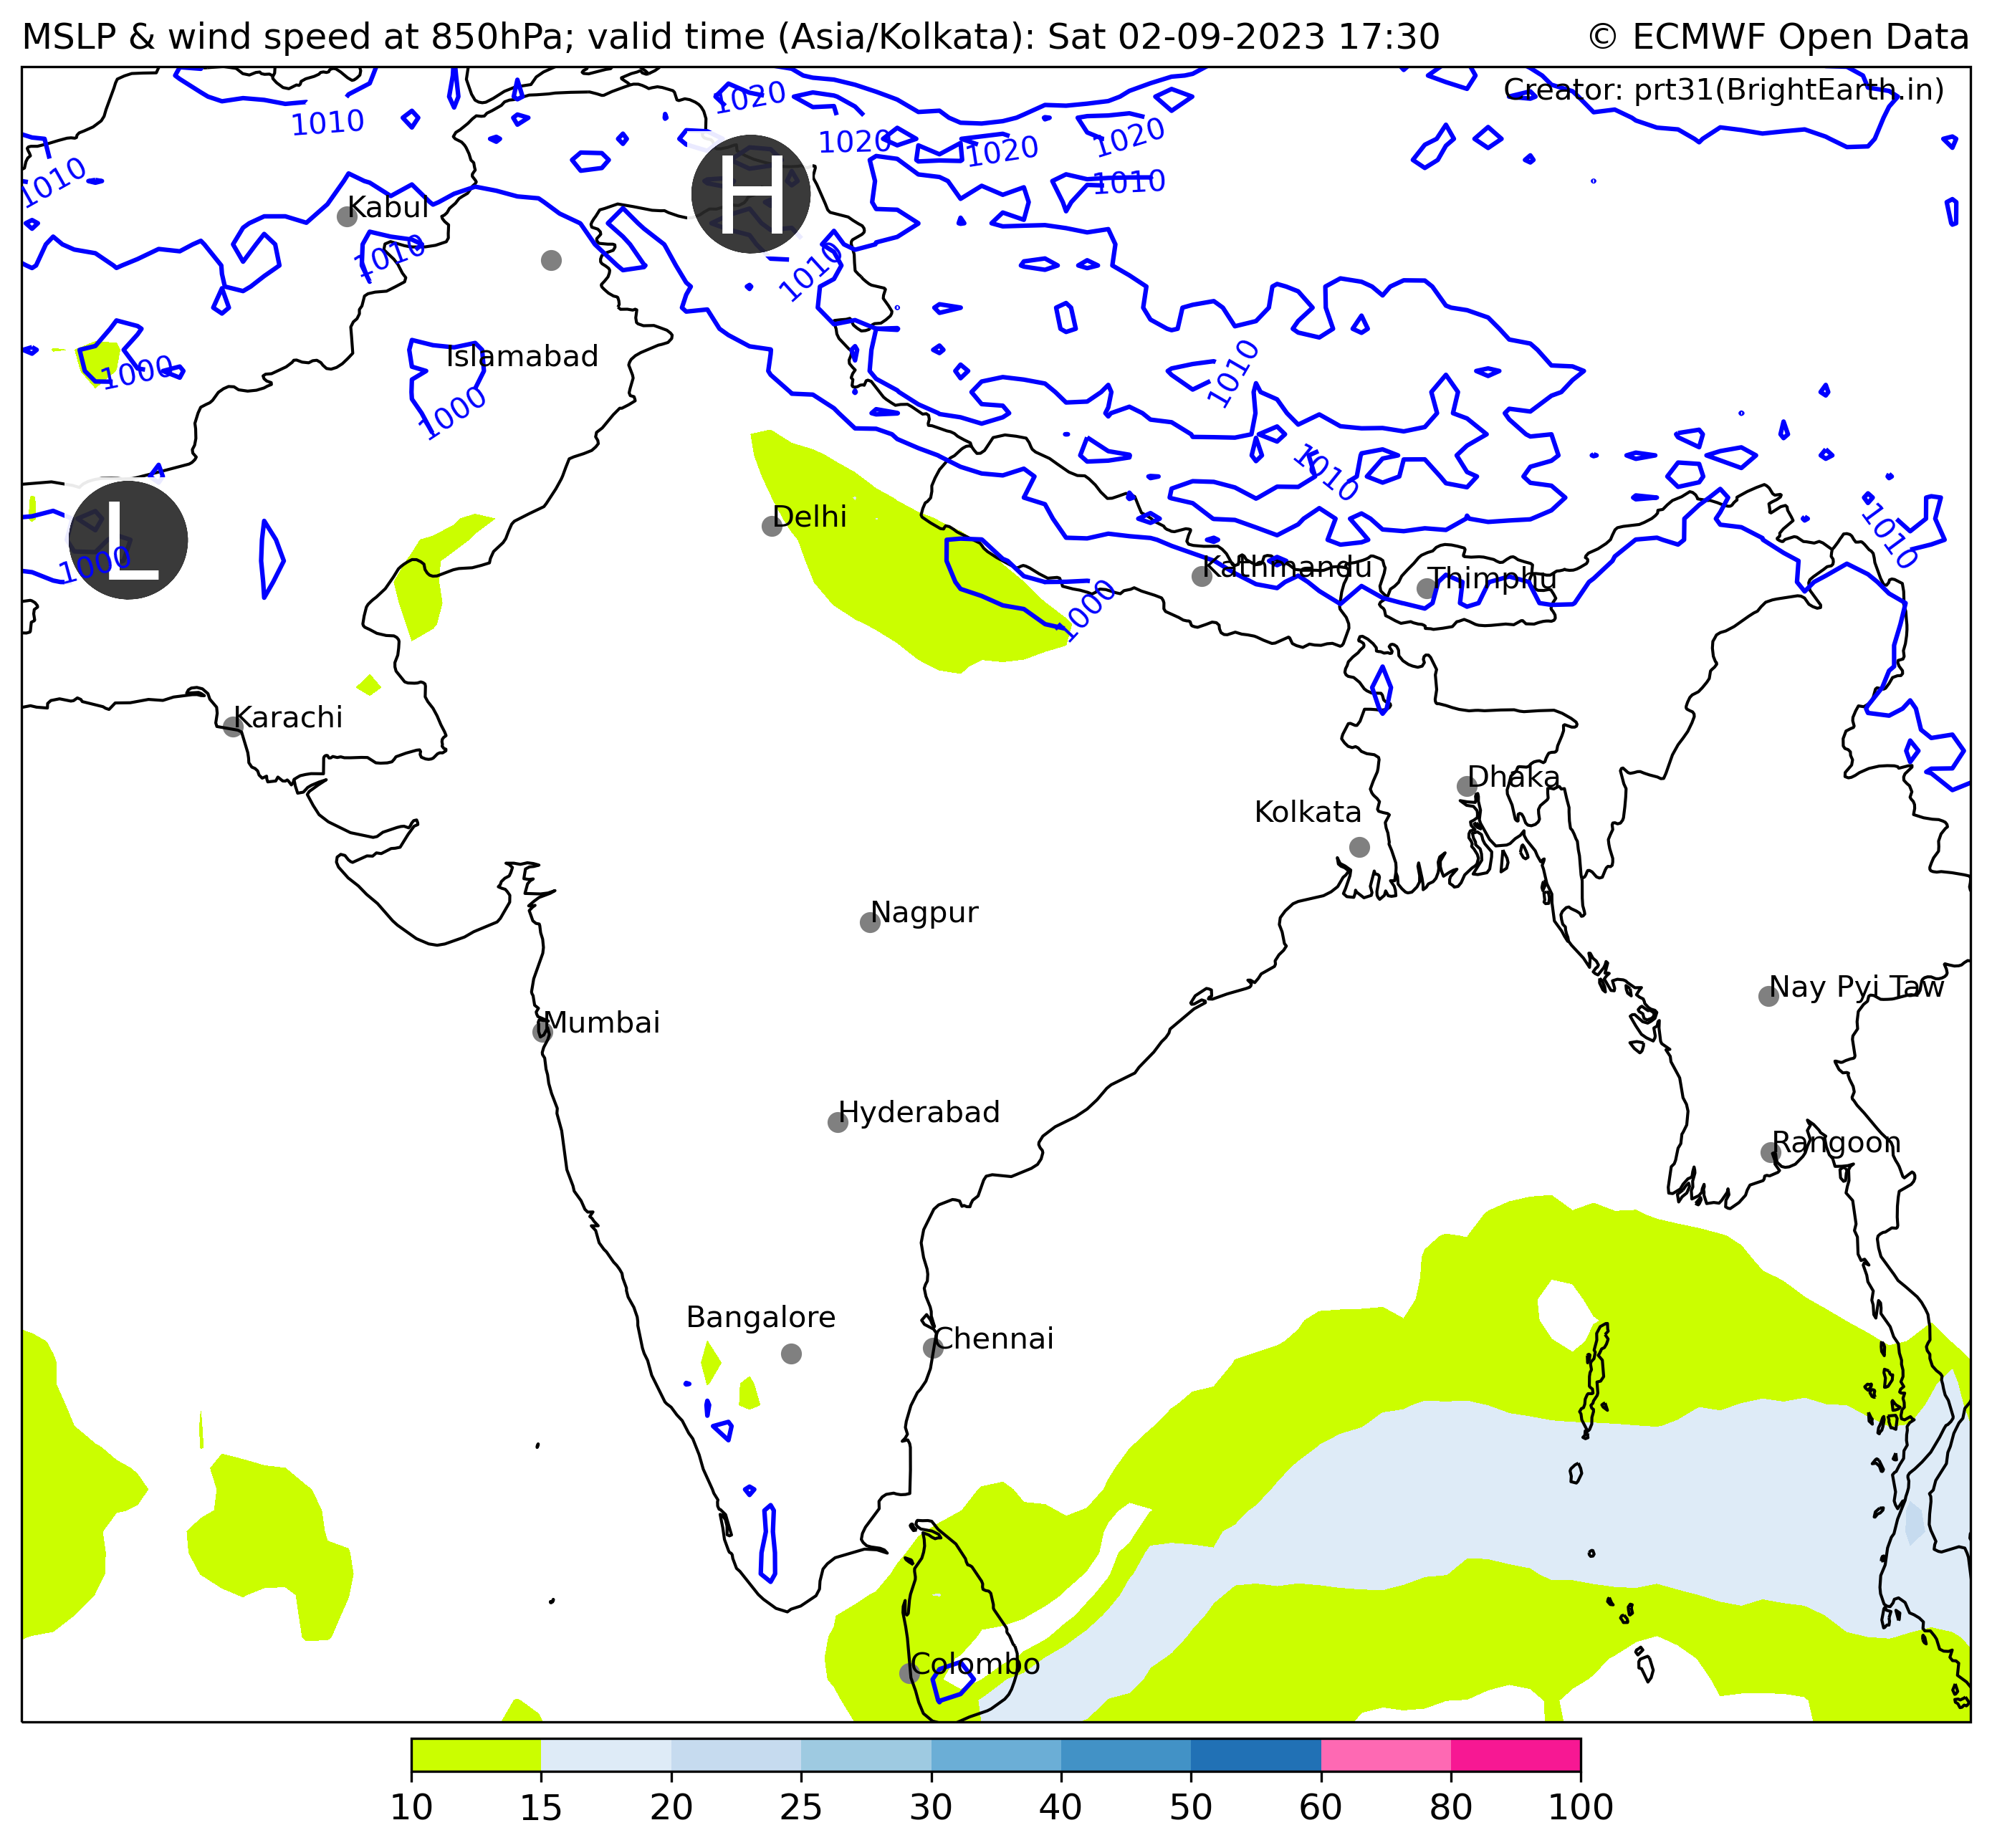 MSLP & wind speed at 850hPa; valid time (Asia/Kolkata): Sat 02-09-2023 17:30
© ECMWF Open Data
Creator: prt31(BrightEarth.in)
1020
1010
1020
1020
1020
1010
1010
H
Kabul
1010
1010
Islamabad
1000
1000
1010
1010
Delhi
L
1000
1010
Kathmandu
Thimphu
1000
Karachi
Dhaka
Kolkata
Nagpur
Nay Pyi Taw
Mumbai
Hyderabad
Rangoon
Bangalore
Chennai
Colombo
10 15 20 25 30 40 50 60 80 100